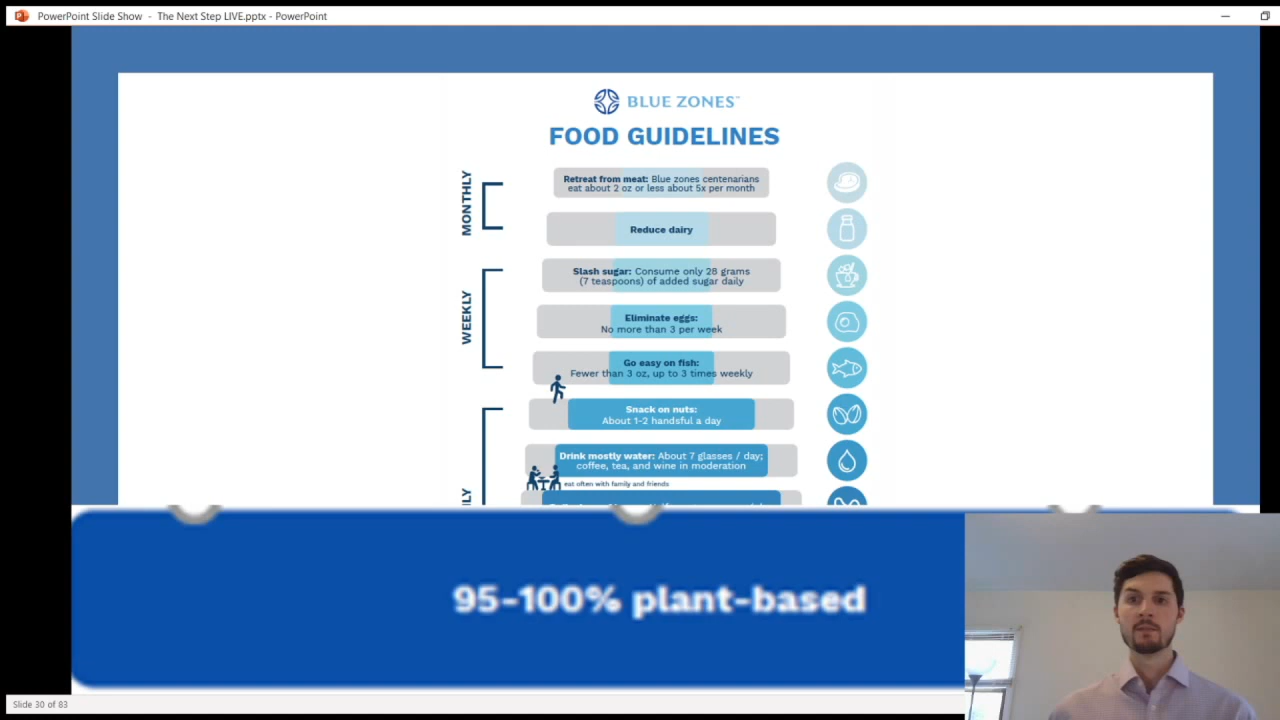 PowerPoint Slide Show - The Next Step LIVE.pptx - PowerPoint
BLUE ZONES™
FOOD GUIDELINES
MONTHLY
Retreat from meat: Blue zones centenarians
eat about 2 oz or less about 5x per month
Reduce dairy
WEEKLY
Slash sugar: Consume only 28 grams
(7 teaspoons) of added sugar daily
Eliminate eggs:
No more than 3 per week
Go easy on fish:
Fewer than 3 oz, up to 3 times weekly
Snack on nuts:
About 1-2 handsful a day
Drink mostly water: About 7 glasses / day;
coffee, tea, and wine in moderation
eat often with family and friends
95-100% plant-based
Slide 30 of 83